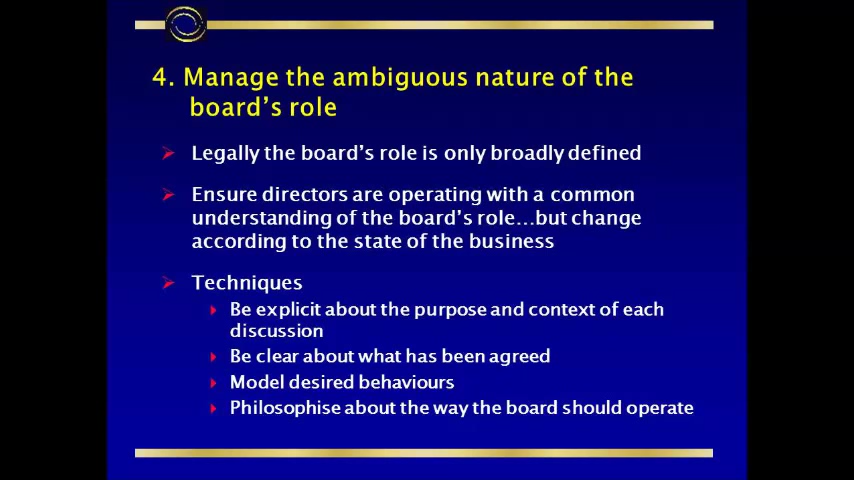 4. Manage the ambiguous nature of the
board's role
Legally the board's role is only broadly defined
Ensure directors are operating with a common
understanding of the board's role...but change
according to the state of the business
Techniques
Be explicit about the purpose and context of each
discussion
Be clear about what has been agreed
Model desired behaviours
Philosophise about the way the board should operate